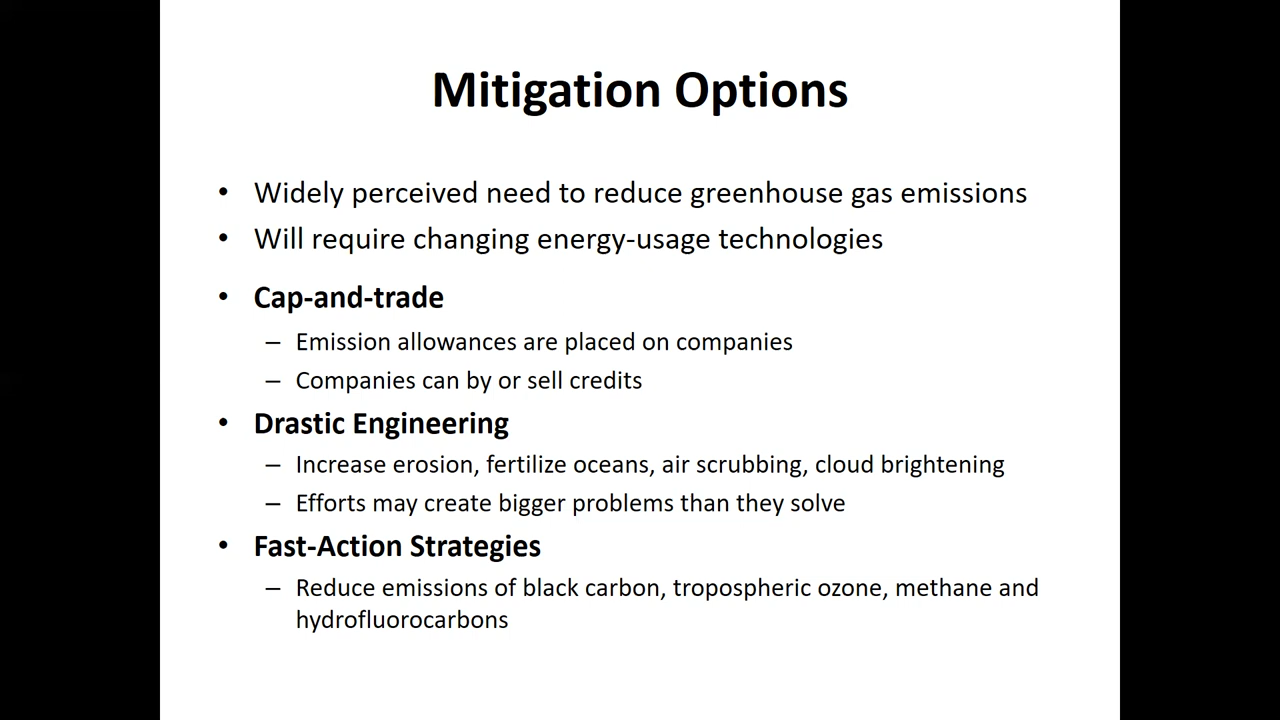 Mitigation Options
• Widely perceived need to reduce greenhouse gas emissions
• Will require changing energy-usage technologies
• Cap-and-trade
– Emission allowances are placed on companies
– Companies can by or sell credits
• Drastic Engineering
– Increase erosion, fertilize oceans, air scrubbing, cloud brightening
– Efforts may create bigger problems than they solve
• Fast-Action Strategies
– Reduce emissions of black carbon, tropospheric ozone, methane and
hydrofluorocarbons